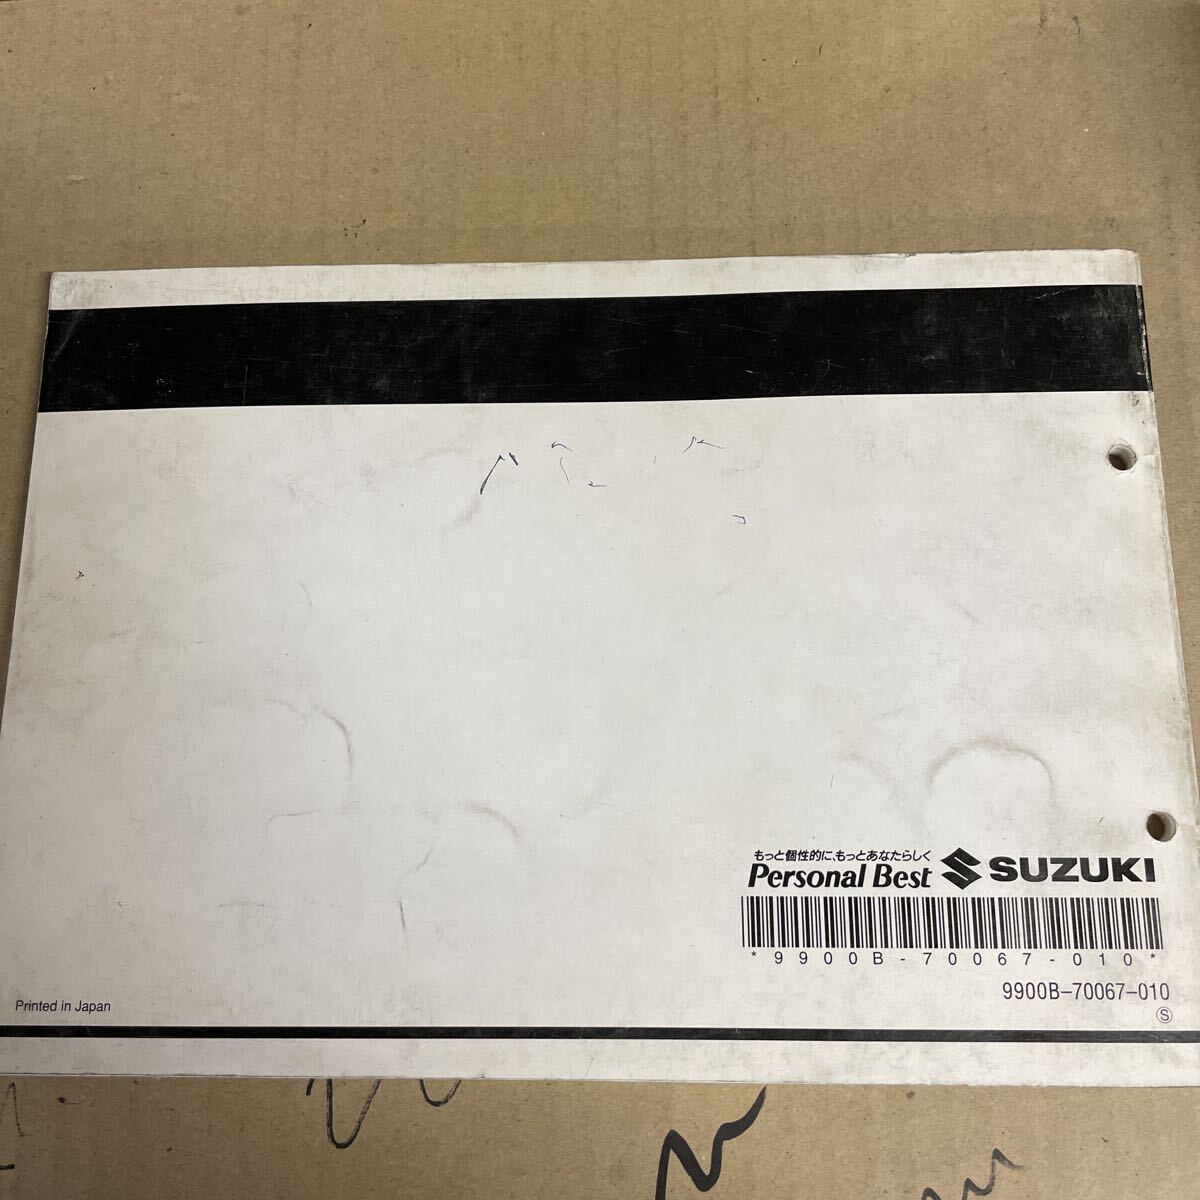 もっと個性的に、もっとあなたらしく
Personal Best SUZUKI
*9900B-70067-010*
9900B-70067-010
S
Printed in Japan